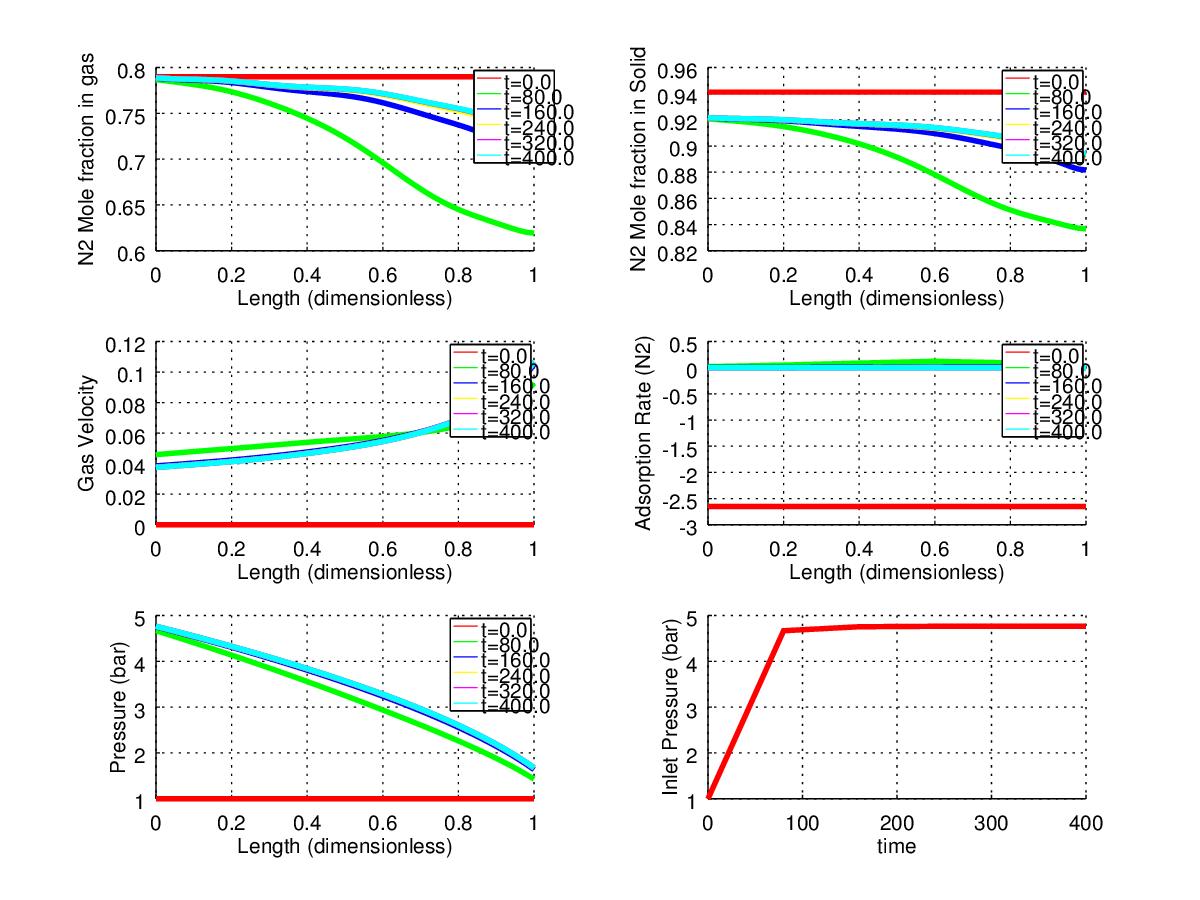 N2 Mole fraction in gas
0.8
0.75
0.7
0.65
0.6
0 0.2 0.4 0.6 0.8 1
Length (dimensionless)
t=0.0
t=80.0
t=160.0
t=240.0
t=320.0
t=400.0
N2 Mole fraction in Solid
0.96
0.94
0.92
0.9
0.88
0.86
0.84
0.82
0 0.2 0.4 0.6 0.8 1
Length (dimensionless)
t=0.0
t=80.0
t=160.0
t=240.0
t=320.0
t=400.0
Gas Velocity
0.12
0.1
0.08
0.06
0.04
0.02
0
0 0.2 0.4 0.6 0.8 1
Length (dimensionless)
t=0.0
t=80.0
t=160.0
t=240.0
t=320.0
t=400.0
Adsorption Rate (N2)
0.5
0
-0.5
-1
-1.5
-2
-2.5
-3
0 0.2 0.4 0.6 0.8 1
Length (dimensionless)
t=0.0
t=80.0
t=160.0
t=240.0
t=320.0
t=400.0
Pressure (bar)
5
4
3
2
1
0 0.2 0.4 0.6 0.8 1
Length (dimensionless)
t=0.0
t=80.0
t=160.0
t=240.0
t=320.0
t=400.0
Inlet Pressure (bar)
5
4
3
2
1
0 100 200 300 400
time